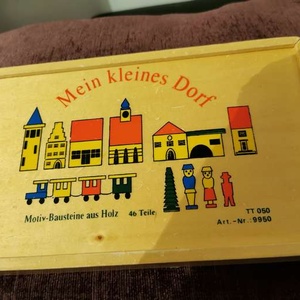 Mein kleines Dorf
Motiv-Bausteine aus Holz 46 Teile
TT 050
Art.-Nr.: 9950